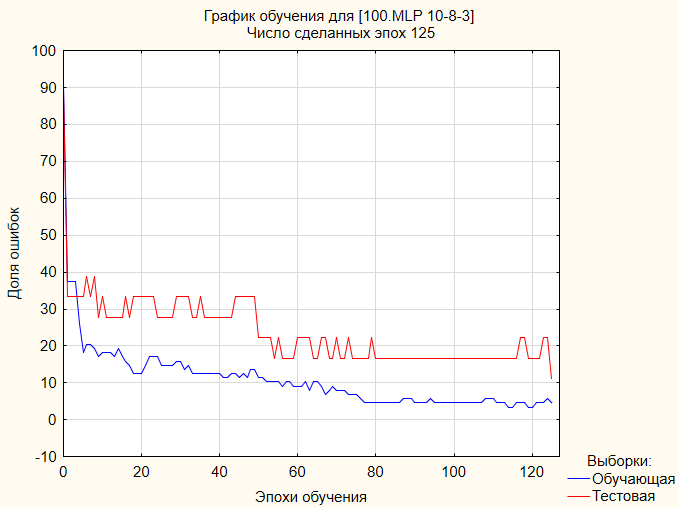 График обучения для [100.MLP 10-8-3]
Число сделанных эпох 125
100
90
80
70
60
50
40
30
20
10
0
-10
Доля ошибок
0 20 40 60 80 100 120
Эпохи обучения
Выборки:
Обучающая
Тестовая